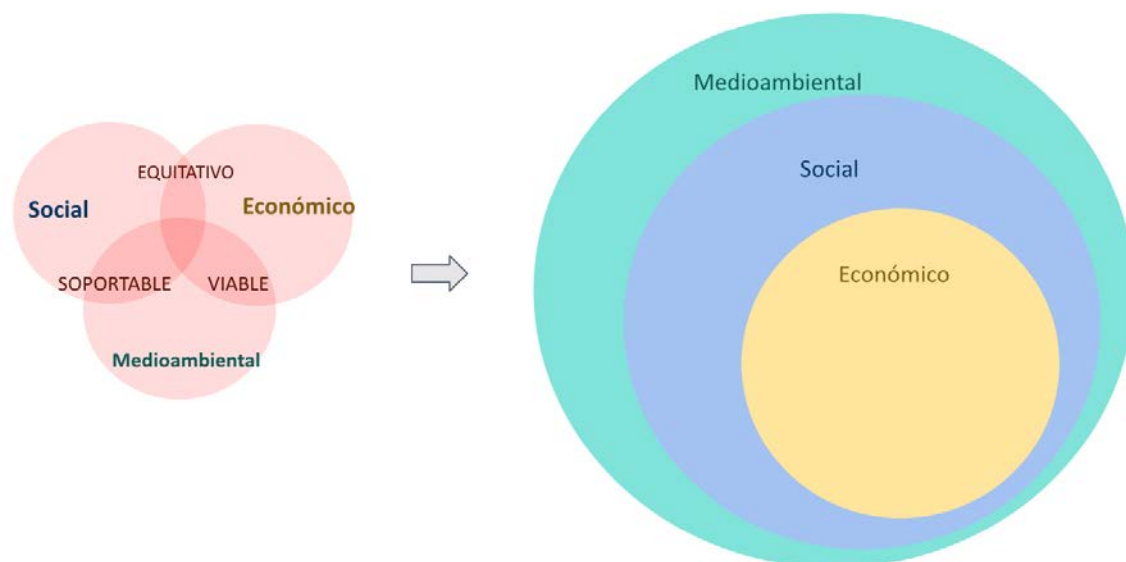 EQUITATIVO
Social
Económico
SOPORTABLE
VIABLE
Medioambiental
Medioambiental
Social
Económico